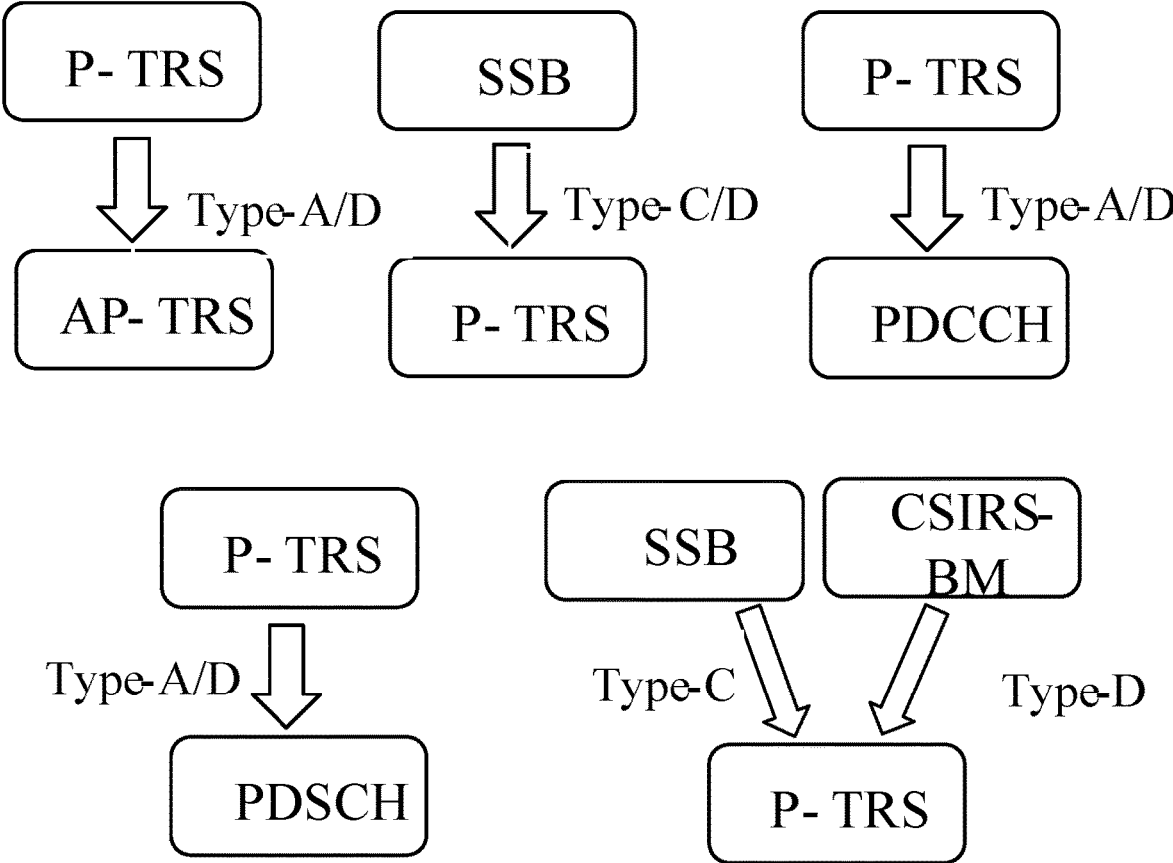 P- TRS
SSB
P- TRS
Type-A/D
Type-C/D
Type-A/D
AP- TRS
P- TRS
PDCCH
P- TRS
SSB
CSIRS-
BM
Type-A/D
Type-C
Type-D
PDSCH
P- TRS